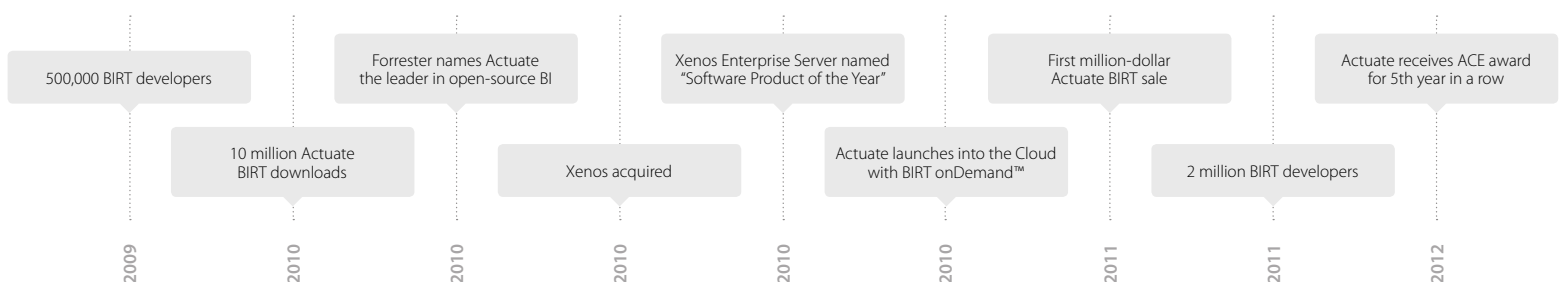 500,000 BIRT developers
10 million Actuate
BIRT downloads
Forrester names Actuate
the leader in open-source BI
Xenos acquired
Xenos Enterprise Server named
“Software Product of the Year”
Actuate launches into the Cloud
with BIRT onDemand™
First million-dollar
Actuate BIRT sale
2 million BIRT developers
Actuate receives ACE award
for 5th year in a row
2009
2010
2010
2010
2010
2010
2011
2011
2012